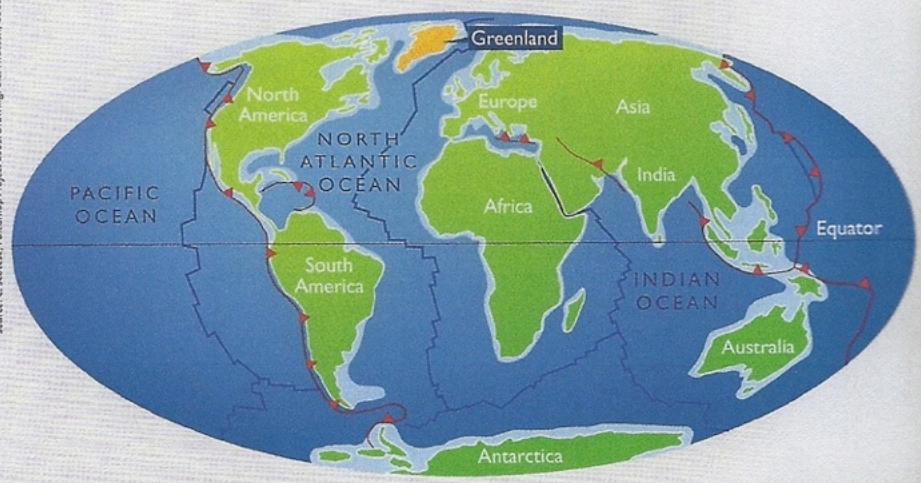 Greenland
North
America
Europe
Asia
NORTH
ATLANTIC
OCEAN
PACIFIC
OCEAN
India
Africa
Equator
South
America
INDIAN
OCEAN
Australia
Antarctica